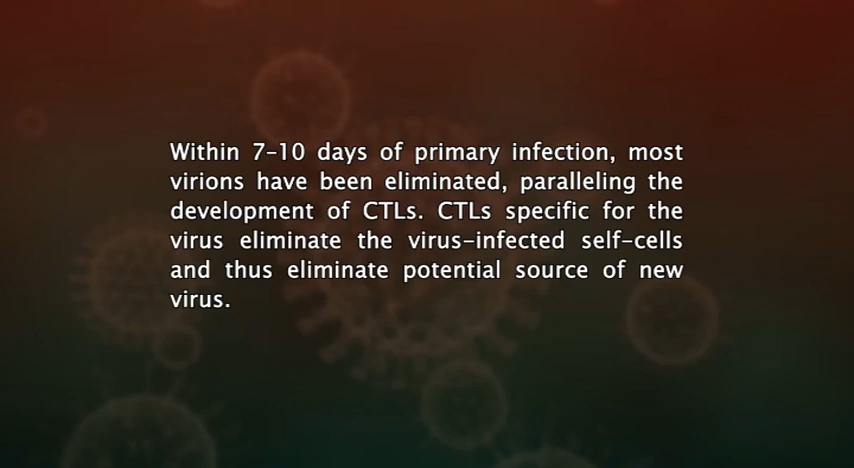 Within 7–10 days of primary infection, most
virions have been eliminated, paralleling the
development of CTLs. CTLs specific for the
virus eliminate the virus-infected self-cells
and thus eliminate potential source of new
virus.